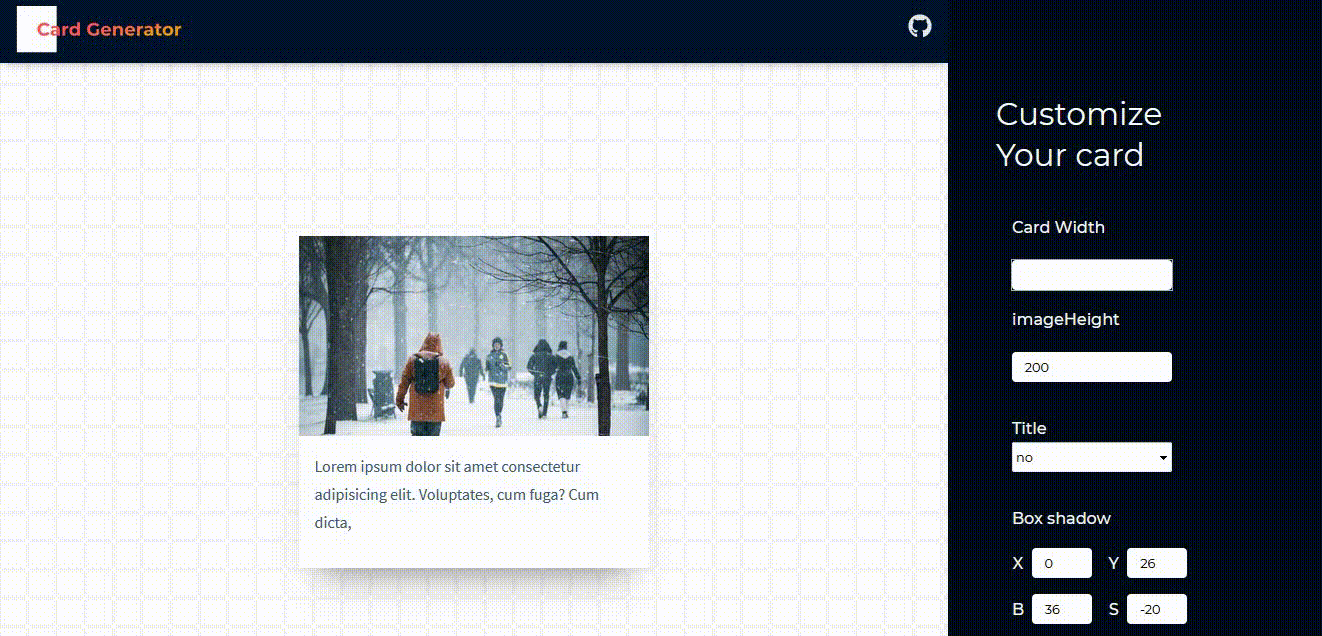 Card Generator
Customize
Your card
Card Width
imageHeight
200
Title
no
Lorem ipsum dolor sit amet consectetur
adipisicing elit. Voluptates, cum fuga? Cum
dicta,
Box shadow
X 0 Y 26
B 36 S -20